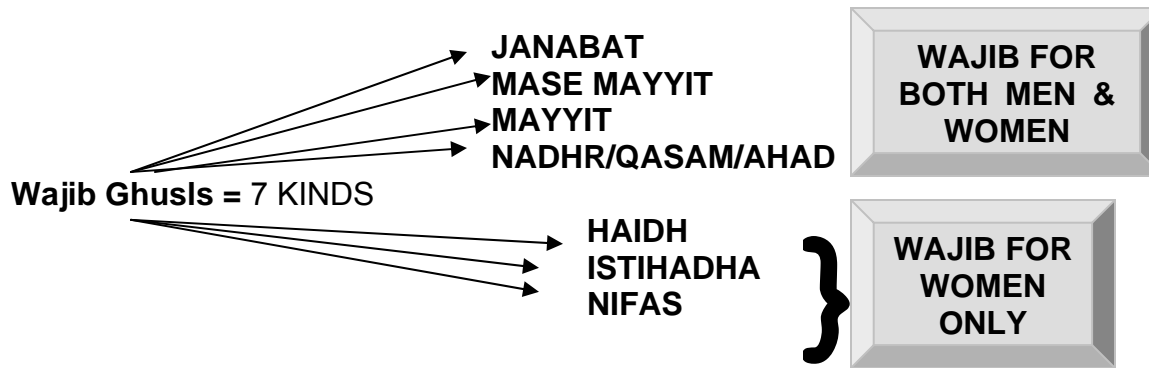 JANABAT
MASE MAYYIT
MAYYIT
NADHR/QASAM/AHAD
WAJIB FOR
BOTH MEN &
WOMEN
Wajib Ghusls = 7 KINDS
HAIDH
ISTIHADHA
NIFAS
}
WAJIB FOR
WOMEN
ONLY